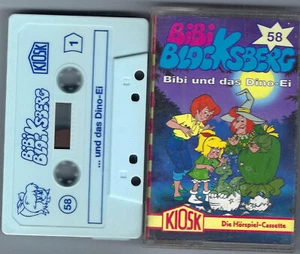 KIOSK
1
BiBi
BLOCKSBERG
... und das Dino-Ei
58
BiBi
BLOCKSBERG
58
Bibi und das Dino-Ei
KIOSK
Die Hörspiel-Cassette